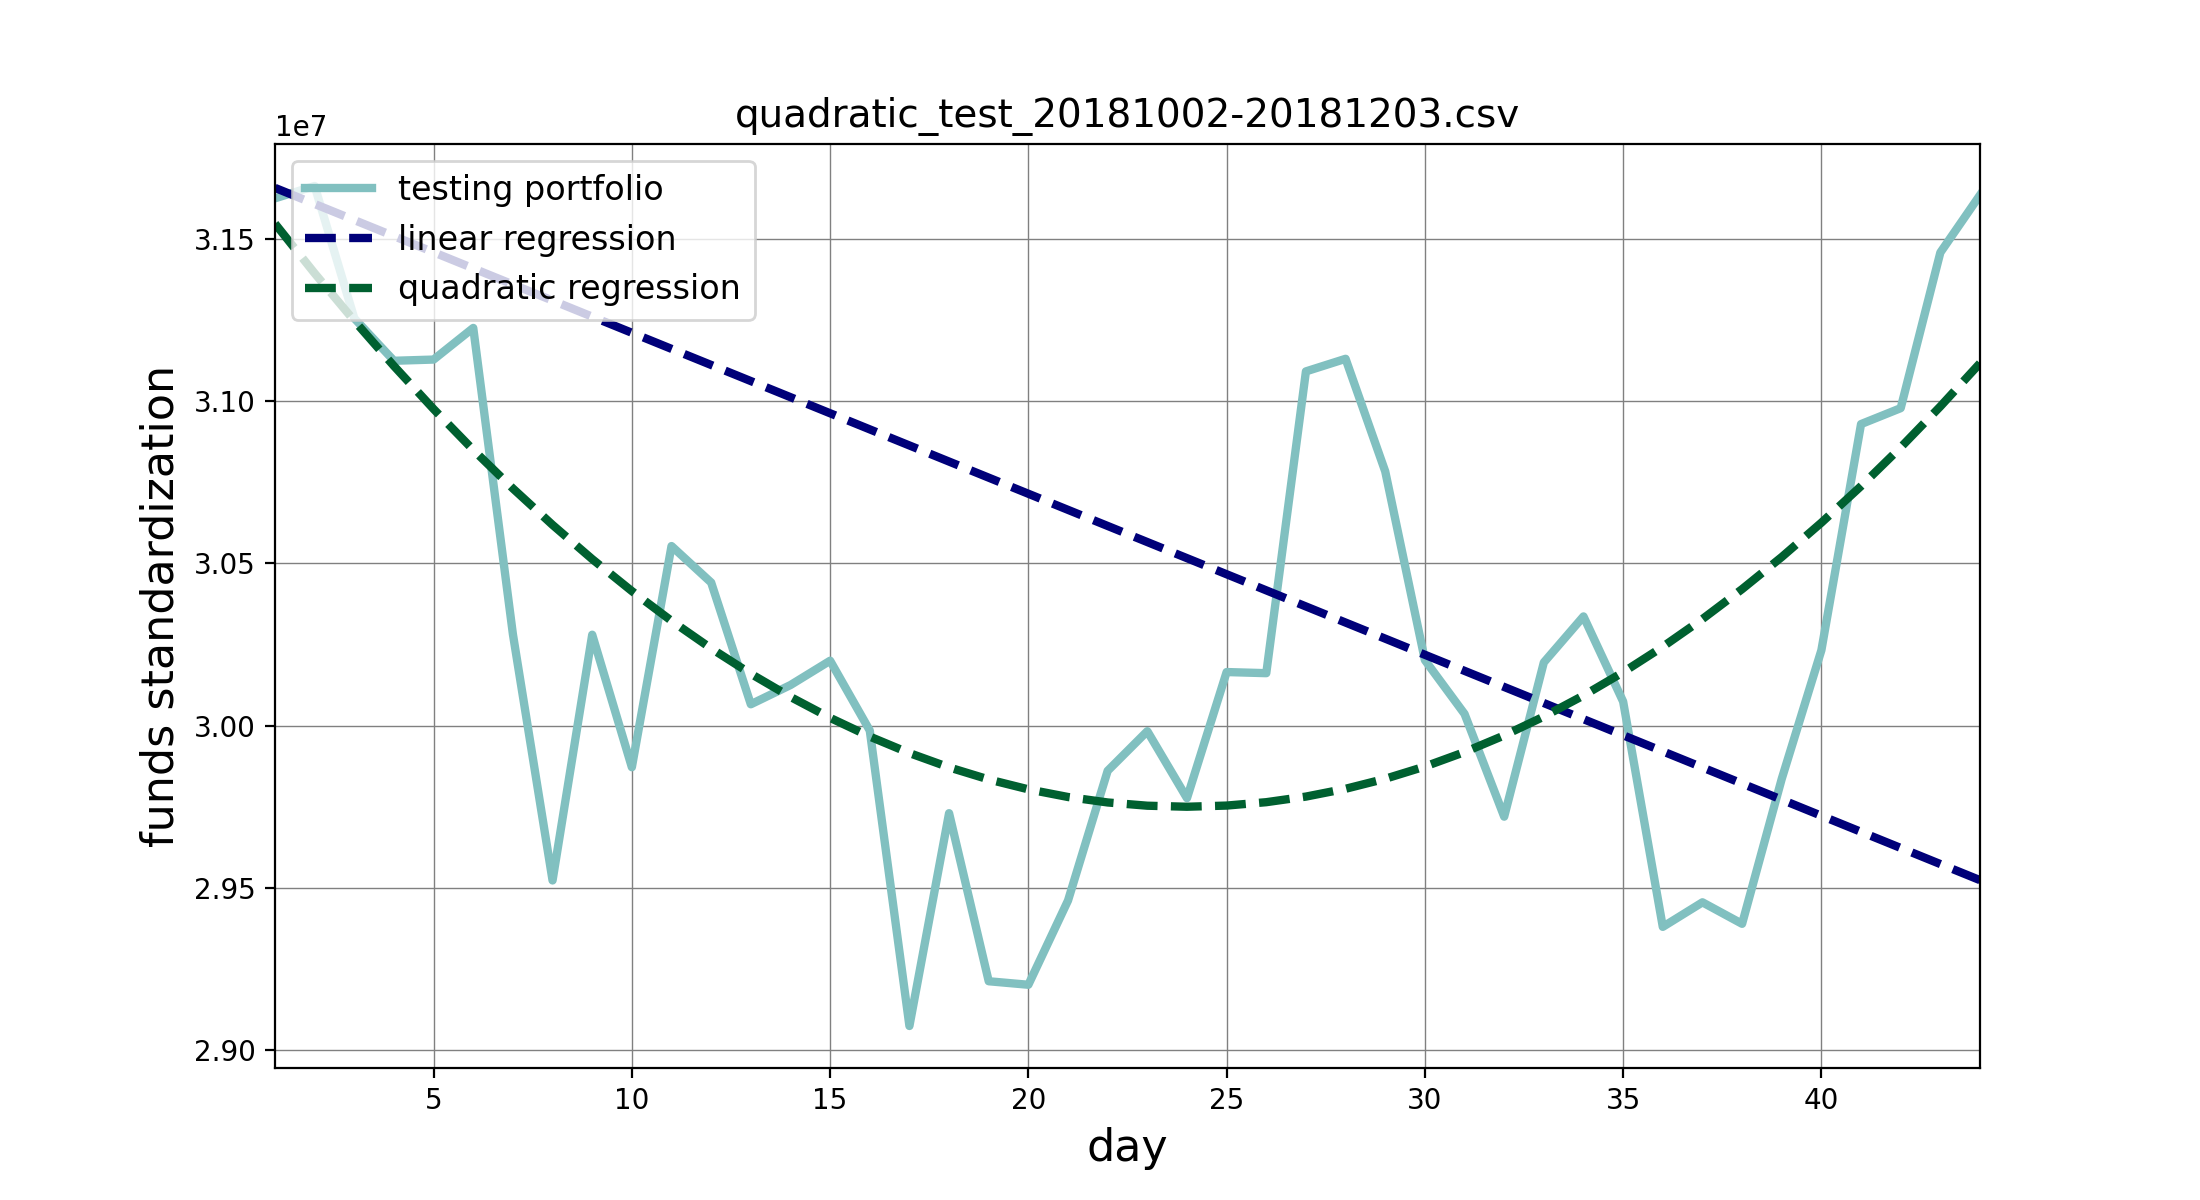 quadratic_test_20181002-20181203.csv
1e7
testing portfolio
linear regression
quadratic regression
3.15
3.10
3.05
3.00
2.95
2.90
funds standardization
5 10 15 20 25 30 35 40
day